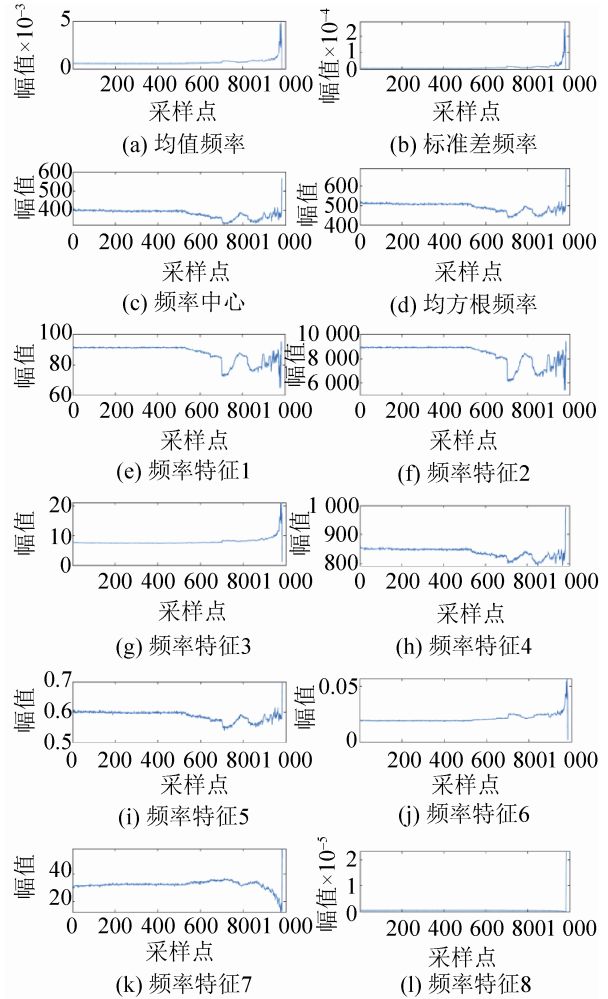 幅值×10⁻³
5
0
200 400 600 8001 000
采样点
(a) 均值频率
幅值×10⁻⁴
2
1
0
200 400 600 8001 000
采样点
(b) 标准差频率
幅值
600
500
400
0 200 400 600 8001 000
采样点
(c) 频率中心
幅值
600
500
400
0 200 400 600 8001 000
采样点
(d) 均方根频率
幅值
100
80
60
0 200 400 600 8001 000
采样点
(e) 频率特征1
幅值
10 000
8 000
6 000
0 200 400 600 8001 000
采样点
(f) 频率特征2
幅值
20
10
0
200 400 600 8001 000
采样点
(g) 频率特征3
幅值
1 000
900
800
0 200 400 600 8001 000
采样点
(h) 频率特征4
幅值
0.7
0.6
0.5
0 200 400 600 8001 000
采样点
(i) 频率特征5
幅值
0.05
0
200 400 600 8001 000
采样点
(j) 频率特征6
幅值
40
20
0 200 400 600 8001 000
采样点
(k) 频率特征7
幅值×10⁻⁵
2
1
0
200 400 600 8001 000
采样点
(l) 频率特征8